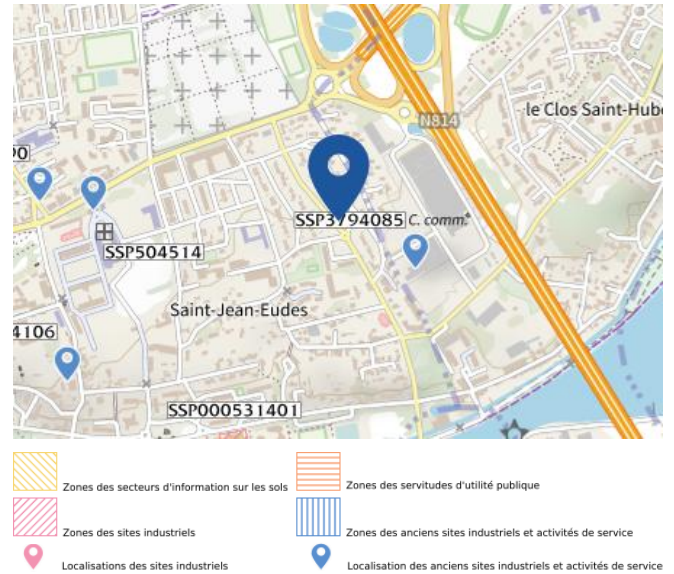 N814
le Clos Saint-Hube
90
SSP3794085 C. comm.
SSP504514
Saint-Jean-Eudes
4106
SSP000531401
Zones des secteurs d'information sur les sols
Zones des servitudes d'utilité publique
Zones des sites industriels
Zones des anciens sites industriels et activités de service
Localisations des sites industriels
Localisation des anciens sites industriels et activités de service